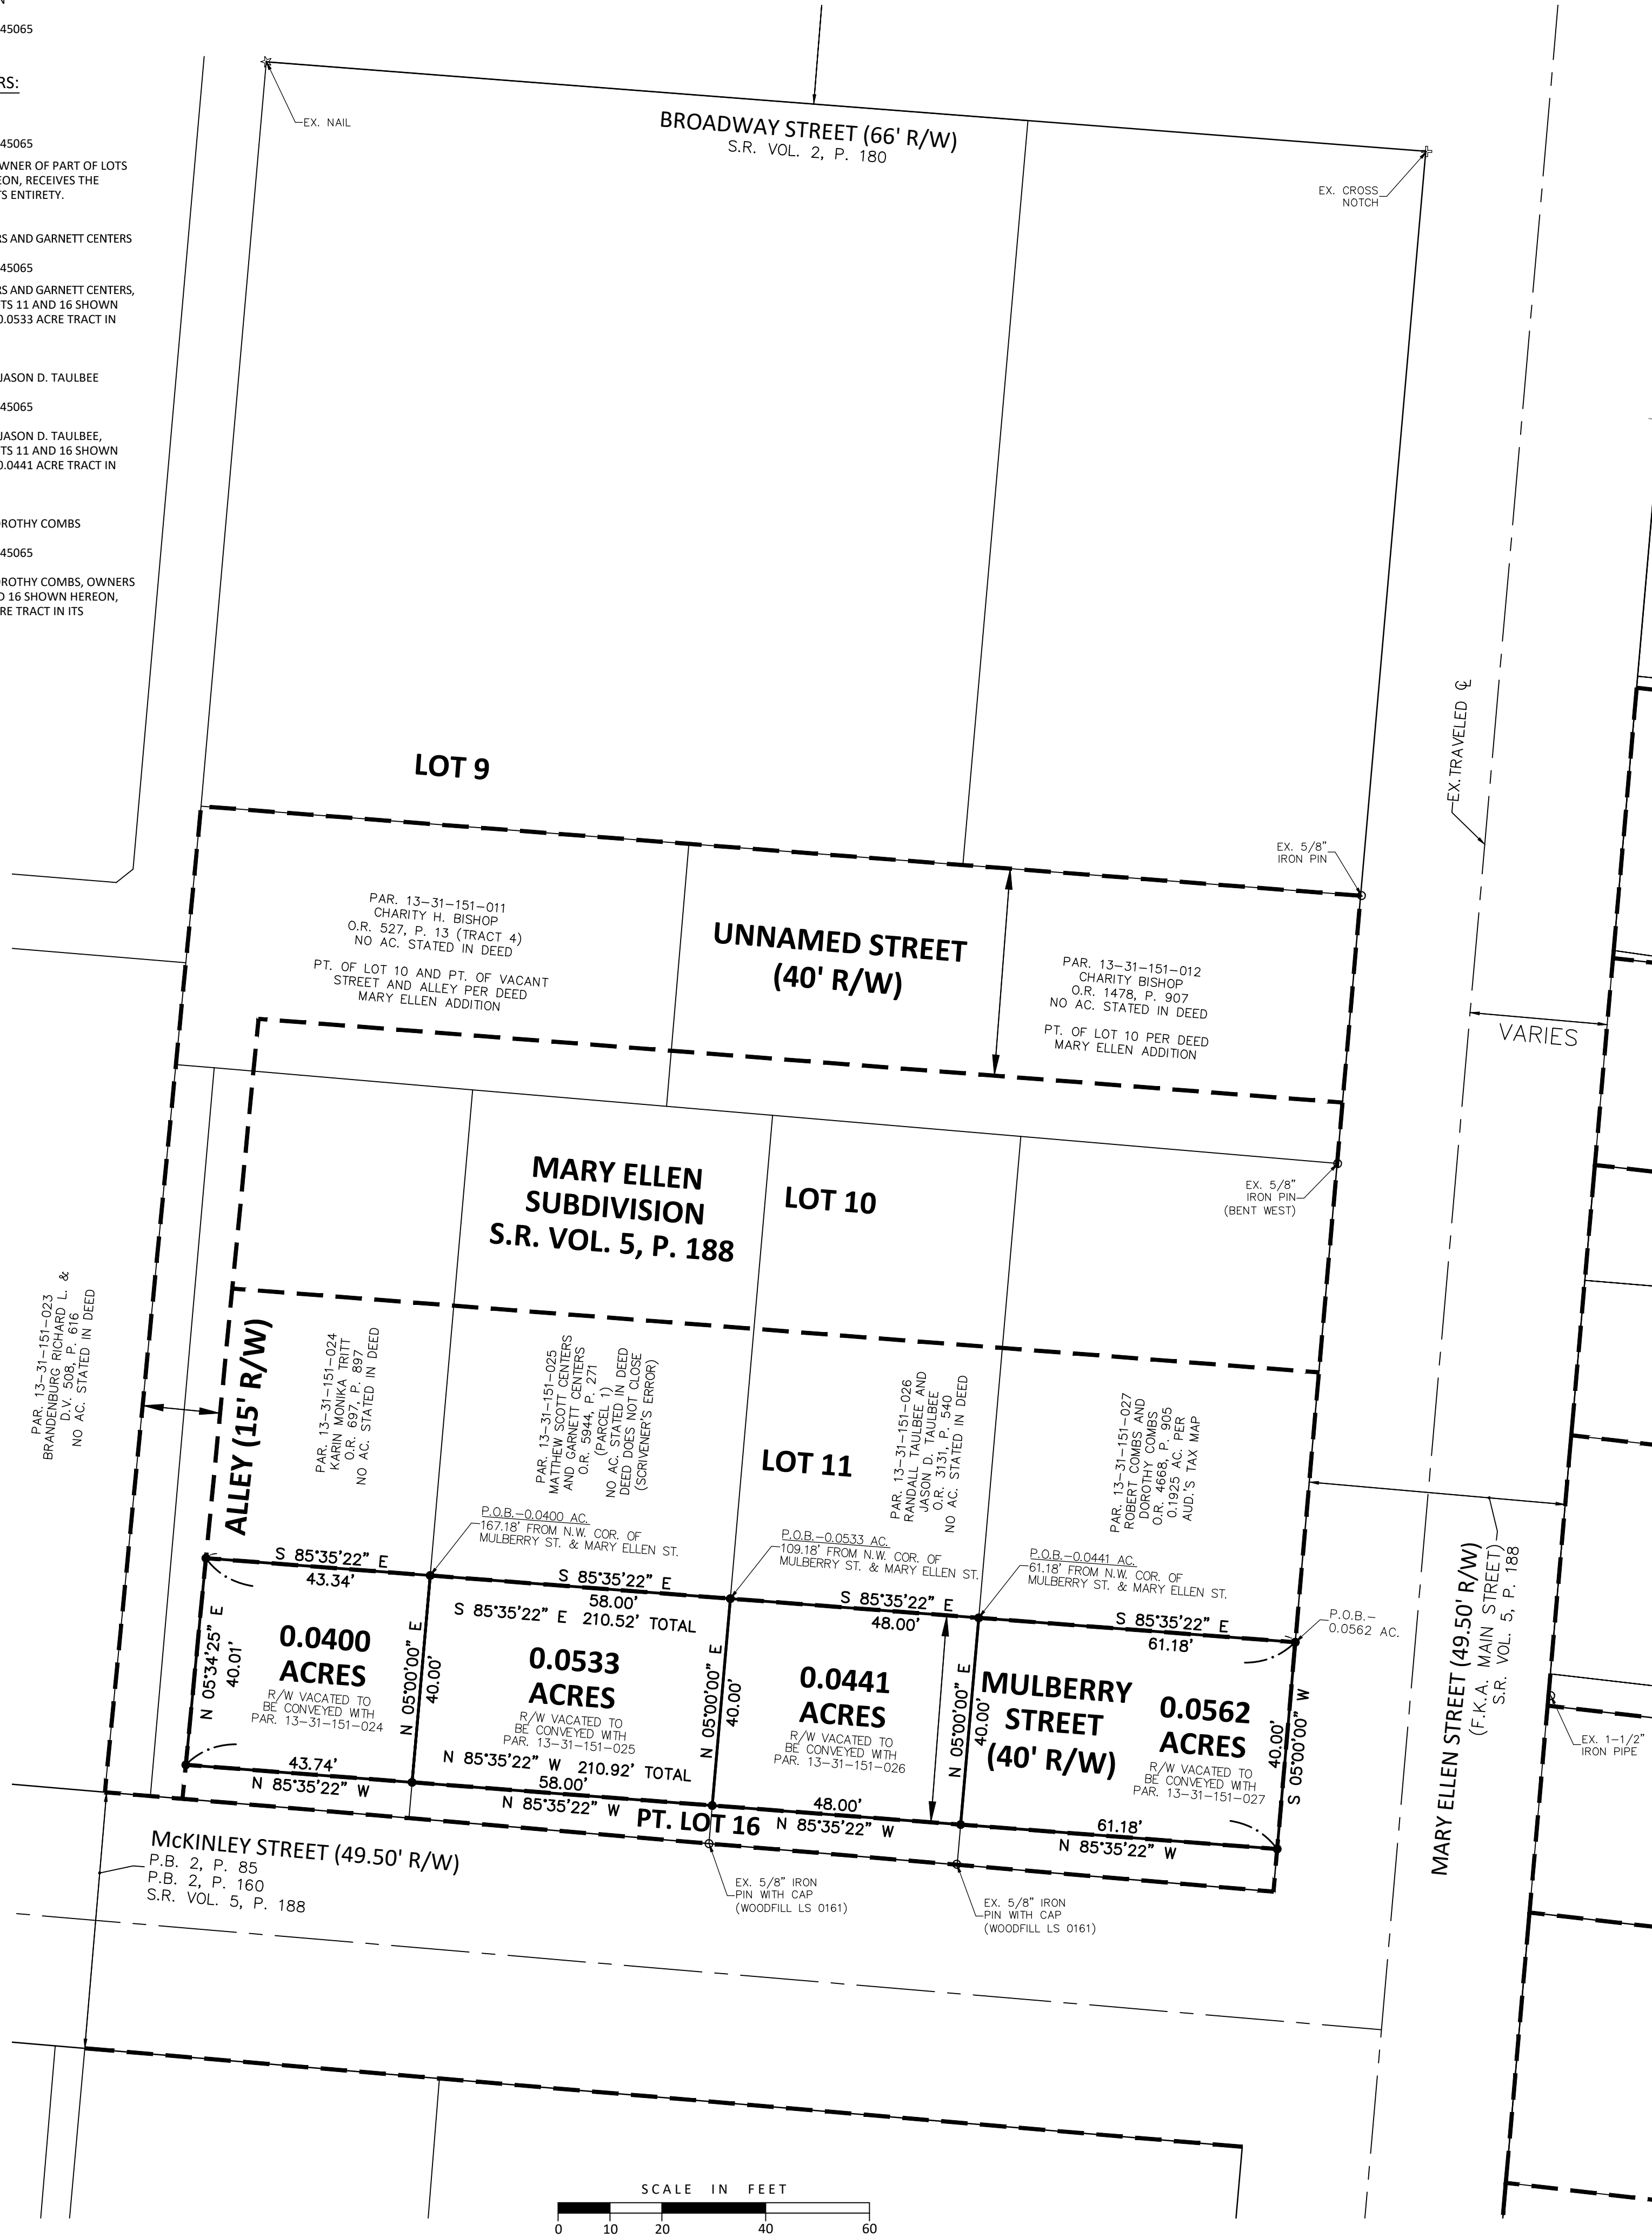 N
45065
RS:
45065
WNER OF PART OF LOTS
EON, RECEIVES THE
TS ENTIRETY.
RS AND GARNETT CENTERS
45065
RS AND GARNETT CENTERS,
TS 11 AND 16 SHOWN
0.0533 ACRE TRACT IN
JASON D. TAULBEE
45065
JASON D. TAULBEE,
TS 11 AND 16 SHOWN
0.0441 ACRE TRACT IN
ROTHY COMBS
45065
ROTHY COMBS, OWNERS
D 16 SHOWN HEREON,
RE TRACT IN ITS
EX. NAIL
BROADWAY STREET (66' R/W)
S.R. VOL. 2, P. 180
EX. CROSS
NOTCH
EX. TRAVELED ℄
LOT 9
EX. 5/8"
IRON PIN
PAR. 13-31-151-011
CHARITY H. BISHOP
O.R. 527, P. 13 (TRACT 4)
NO AC. STATED IN DEED
PT. OF LOT 10 AND PT. OF VACANT
STREET AND ALLEY PER DEED
MARY ELLEN ADDITION
UNNAMED STREET
(40' R/W)
PAR. 13-31-151-012
CHARITY BISHOP
O.R. 1478, P. 907
NO AC. STATED IN DEED
PT. OF LOT 10 PER DEED
MARY ELLEN ADDITION
VARIES
MARY ELLEN
SUBDIVISION
S.R. VOL. 5, P. 188
LOT 10
EX. 5/8"
IRON PIN
(BENT WEST)
PAR. 13-31-151-023
BRANDENBURG RICHARD L. &
D.V. 508, P. 616
NO AC. STATED IN DEED
ALLEY (15' R/W)
PAR. 13-31-151-024
KARIN MONIKA TRITT
O.R. 697, P. 897
NO AC. STATED IN DEED
PAR. 13-31-151-025
MATTHEW SCOTT CENTERS
AND GARNETT CENTERS
O.R. 5944, P. 271
(PARCEL 1)
NO AC. STATED IN DEED
DEED DOES NOT CLOSE
(SCRIVENER'S ERROR)
LOT 11
PAR. 13-31-151-026
RANDALL TAULBEE AND
JASON D. TAULBEE
O.R. 3131, P. 540
NO AC. STATED IN DEED
PAR. 13-31-151-027
ROBERT COMBS AND
DOROTHY COMBS
O.R. 4668, P. 905
0.1925 AC. PER
AUD.'S TAX MAP
P.O.B.-0.0400 AC.
167.18' FROM N.W. COR. OF
MULBERRY ST. & MARY ELLEN ST.
P.O.B.-0.0533 AC.
109.18' FROM N.W. COR. OF
MULBERRY ST. & MARY ELLEN ST.
P.O.B.-0.0441 AC.
61.18' FROM N.W. COR. OF
MULBERRY ST. & MARY ELLEN ST.
P.O.B.-
0.0562 AC.
S 85°35'22" E
43.34'
S 85°35'22" E
58.00'
S 85°35'22" E 210.52' TOTAL
S 85°35'22" E
48.00'
S 85°35'22" E
61.18'
N 05°34'25" E
40.01'
0.0400
ACRES
R/W VACATED TO
BE CONVEYED WITH
PAR. 13-31-151-024
N 05°00'00" E
40.00'
0.0533
ACRES
R/W VACATED TO
BE CONVEYED WITH
PAR. 13-31-151-025
N 05°00'00" E
40.00'
0.0441
ACRES
R/W VACATED TO
BE CONVEYED WITH
PAR. 13-31-151-026
N 05°00'00" E
40.00'
MULBERRY
STREET
(40' R/W)
0.0562
ACRES
R/W VACATED TO
BE CONVEYED WITH
PAR. 13-31-151-027
40.00'
S 05°00'00" W
43.74'
N 85°35'22" W
N 85°35'22" W 210.92' TOTAL
58.00'
N 85°35'22" W
48.00'
N 85°35'22" W
61.18'
N 85°35'22" W
PT. LOT 16
MARY ELLEN STREET (49.50' R/W)
(F.K.A. MAIN STREET)
S.R. VOL. 5, P. 188
EX. 1-1/2"
IRON PIPE
McKINLEY STREET (49.50' R/W)
P.B. 2, P. 85
P.B. 2, P. 160
S.R. VOL. 5, P. 188
EX. 5/8" IRON
PIN WITH CAP
(WOODFILL LS 0161)
EX. 5/8" IRON
PIN WITH CAP
(WOODFILL LS 0161)
SCALE IN FEET
0 10 20 40 60